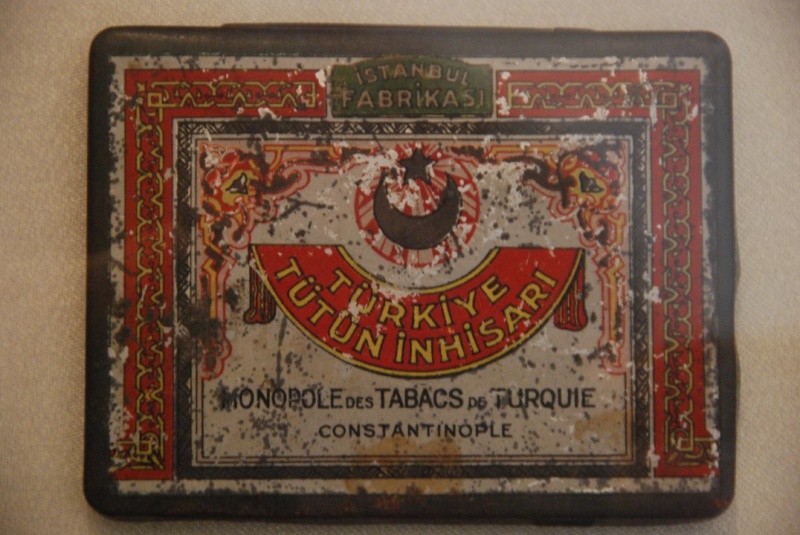 İSTANBUL
FABRİKASI
TÜRKİYE
TÜTÜN İNHİSARI
MONOPOLE DES TABACS DE TURQUIE
CONSTANTINOPLE